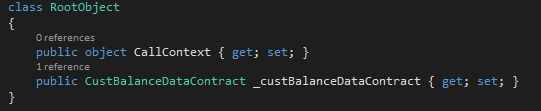 class RootObject
{
0 references
public object CallContext { get; set; }
1 reference
public CustBalanceDataContract _custBalanceDataContract { get; set; }
}